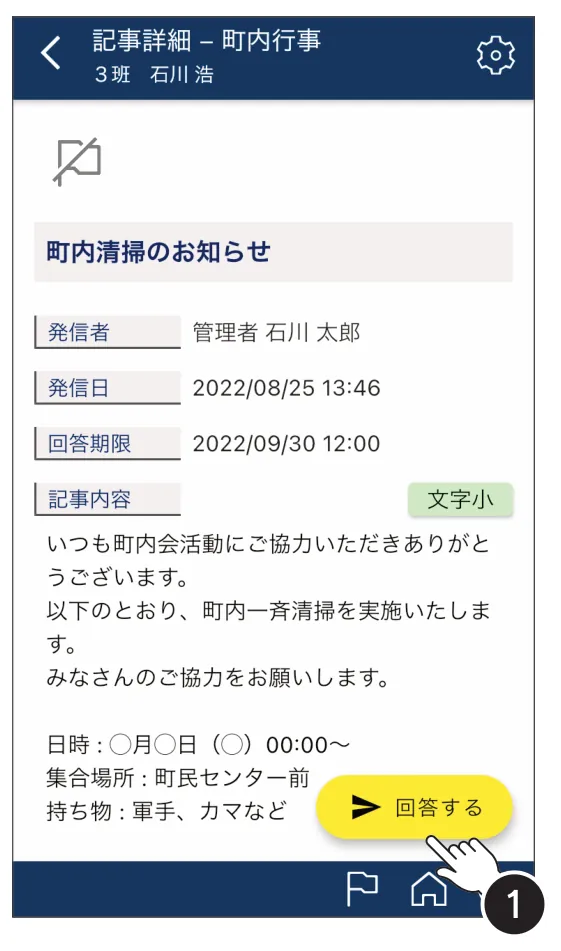 記事詳細 – 町内行事
３班　石川 浩
町内清掃のお知らせ
発信者 管理者 石川 太郎
発信日 2022/08/25 13:46
回答期限 2022/09/30 12:00
記事内容 文字小
いつも町内会活動にご協力いただきありがと
うございます。
以下のとおり、町内一斉清掃を実施いたしま
す。
みなさんのご協力をお願いします。
日時 : ◯月◯日（◯）00:00〜
集合場所 : 町民センター前
持ち物 : 軍手、カマなど
回答する
1